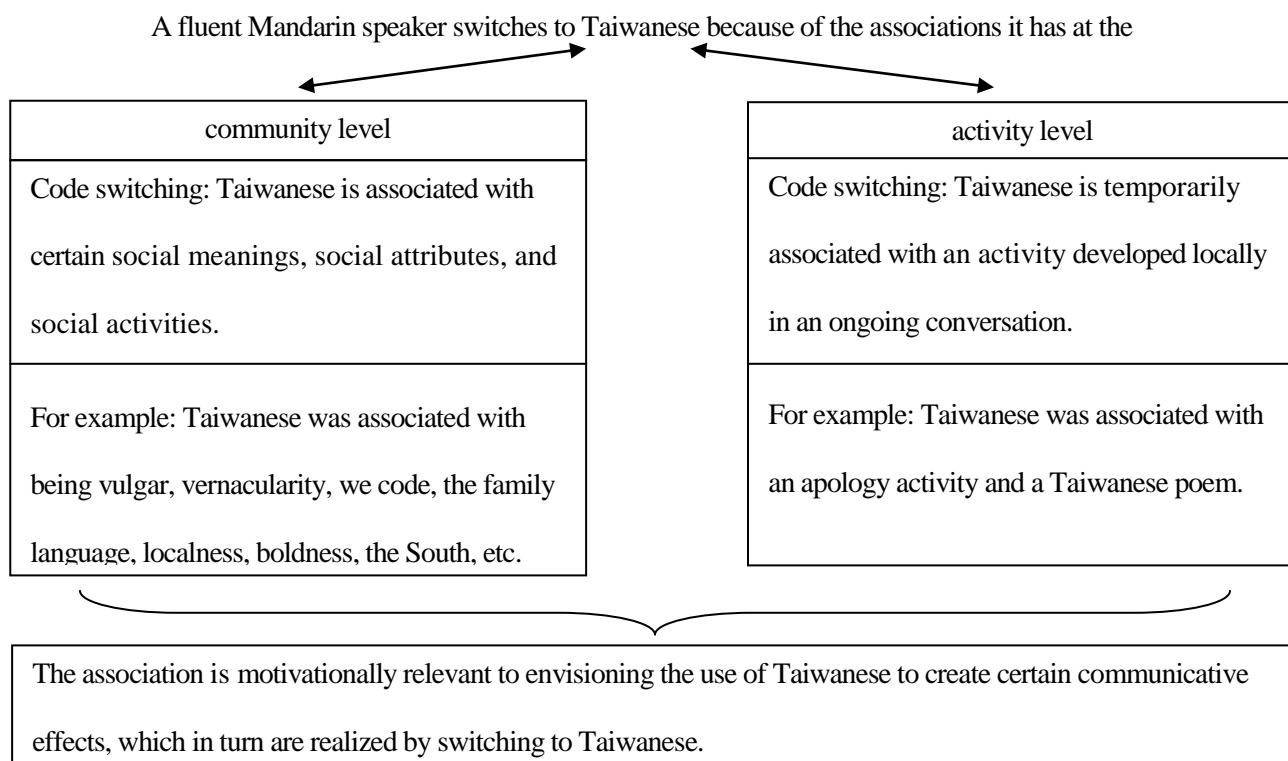 A fluent Mandarin speaker switches to Taiwanese because of the associations it has at the
community level
Code switching: Taiwanese is associated with
certain social meanings, social attributes, and
social activities.
For example: Taiwanese was associated with
being vulgar, vernacularity, we code, the family
language, localness, boldness, the South, etc.
activity level
Code switching: Taiwanese is temporarily
associated with an activity developed locally
in an ongoing conversation.
For example: Taiwanese was associated with
an apology activity and a Taiwanese poem.
The association is motivationally relevant to envisioning the use of Taiwanese to create certain communicative
effects, which in turn are realized by switching to Taiwanese.